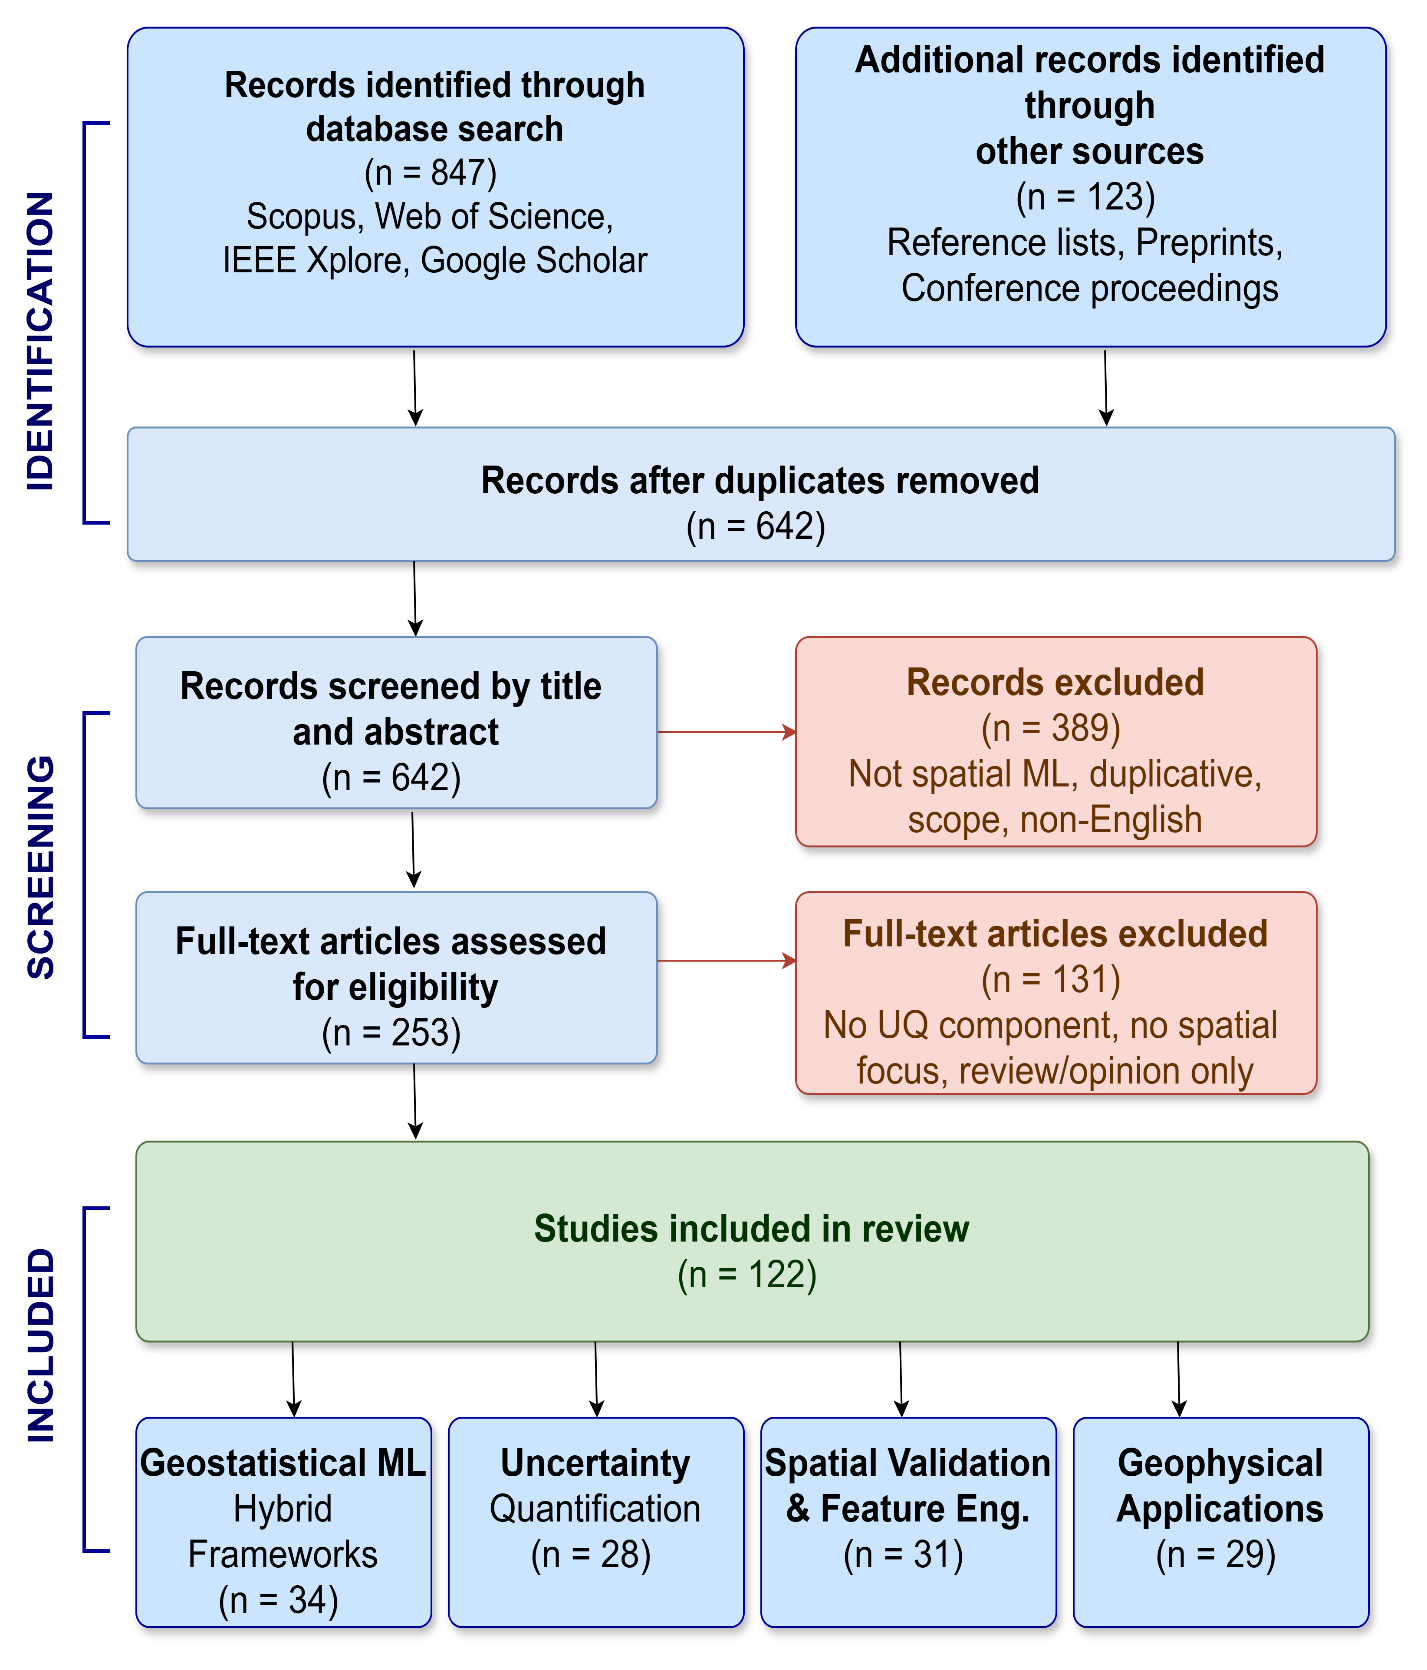 IDENTIFICATION
Records identified through
database search
(n = 847)
Scopus, Web of Science,
IEEE Xplore, Google Scholar
Additional records identified
through
other sources
(n = 123)
Reference lists, Preprints,
Conference proceedings
Records after duplicates removed
(n = 642)
SCREENING
Records screened by title
and abstract
(n = 642)
Records excluded
(n = 389)
Not spatial ML, duplicative,
scope, non-English
Full-text articles assessed
for eligibility
(n = 253)
Full-text articles excluded
(n = 131)
No UQ component, no spatial
focus, review/opinion only
INCLUDED
Studies included in review
(n = 122)
Geostatistical ML
Hybrid
Frameworks
(n = 34)
Uncertainty
Quantification
(n = 28)
Spatial Validation
& Feature Eng.
(n = 31)
Geophysical
Applications
(n = 29)